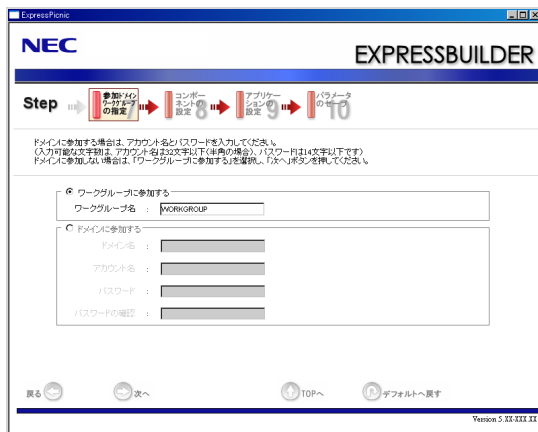 ExpressPicnic
NEC
EXPRESSBUILDER
Step
参加ドメイン
ワークグループ
の指定
7
コンポー
ネントの
設定
8
アプリケー
ションの
設定
9
パラメータ
のセーブ
10
ドメインに参加する場合は、アカウント名とパスワードを入力してください。
(入力可能な文字数は、アカウント名は32文字以下(半角の場合)、パスワードは14文字以下です)
ドメインに参加しない場合は、「ワークグループに参加する」を選択し、「次へ」ボタンを押してください。
ワークグループに参加する
ワークグループ名 : WORKGROUP
ドメインに参加する
ドメイン名 :
アカウント名 :
パスワード :
パスワードの確認 :
戻る
次へ
TOPへ
デフォルトへ戻す
Version 5.XX-XXX.XX